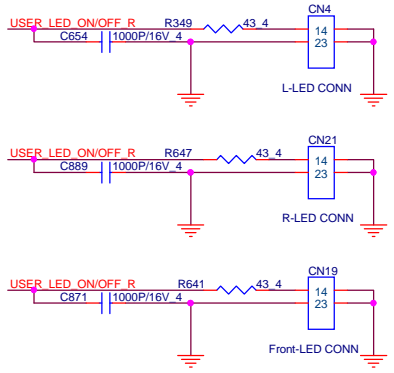 CN4
USER_LED_ON/OFF_R R349 43_4
C654 1000P/16V_4
14
23
L-LED CONN
CN21
USER_LED_ON/OFF_R R647 43_4
C889 1000P/16V_4
14
23
R-LED CONN
CN19
USER_LED_ON/OFF_R R641 43_4
C871 1000P/16V_4
14
23
Front-LED CONN